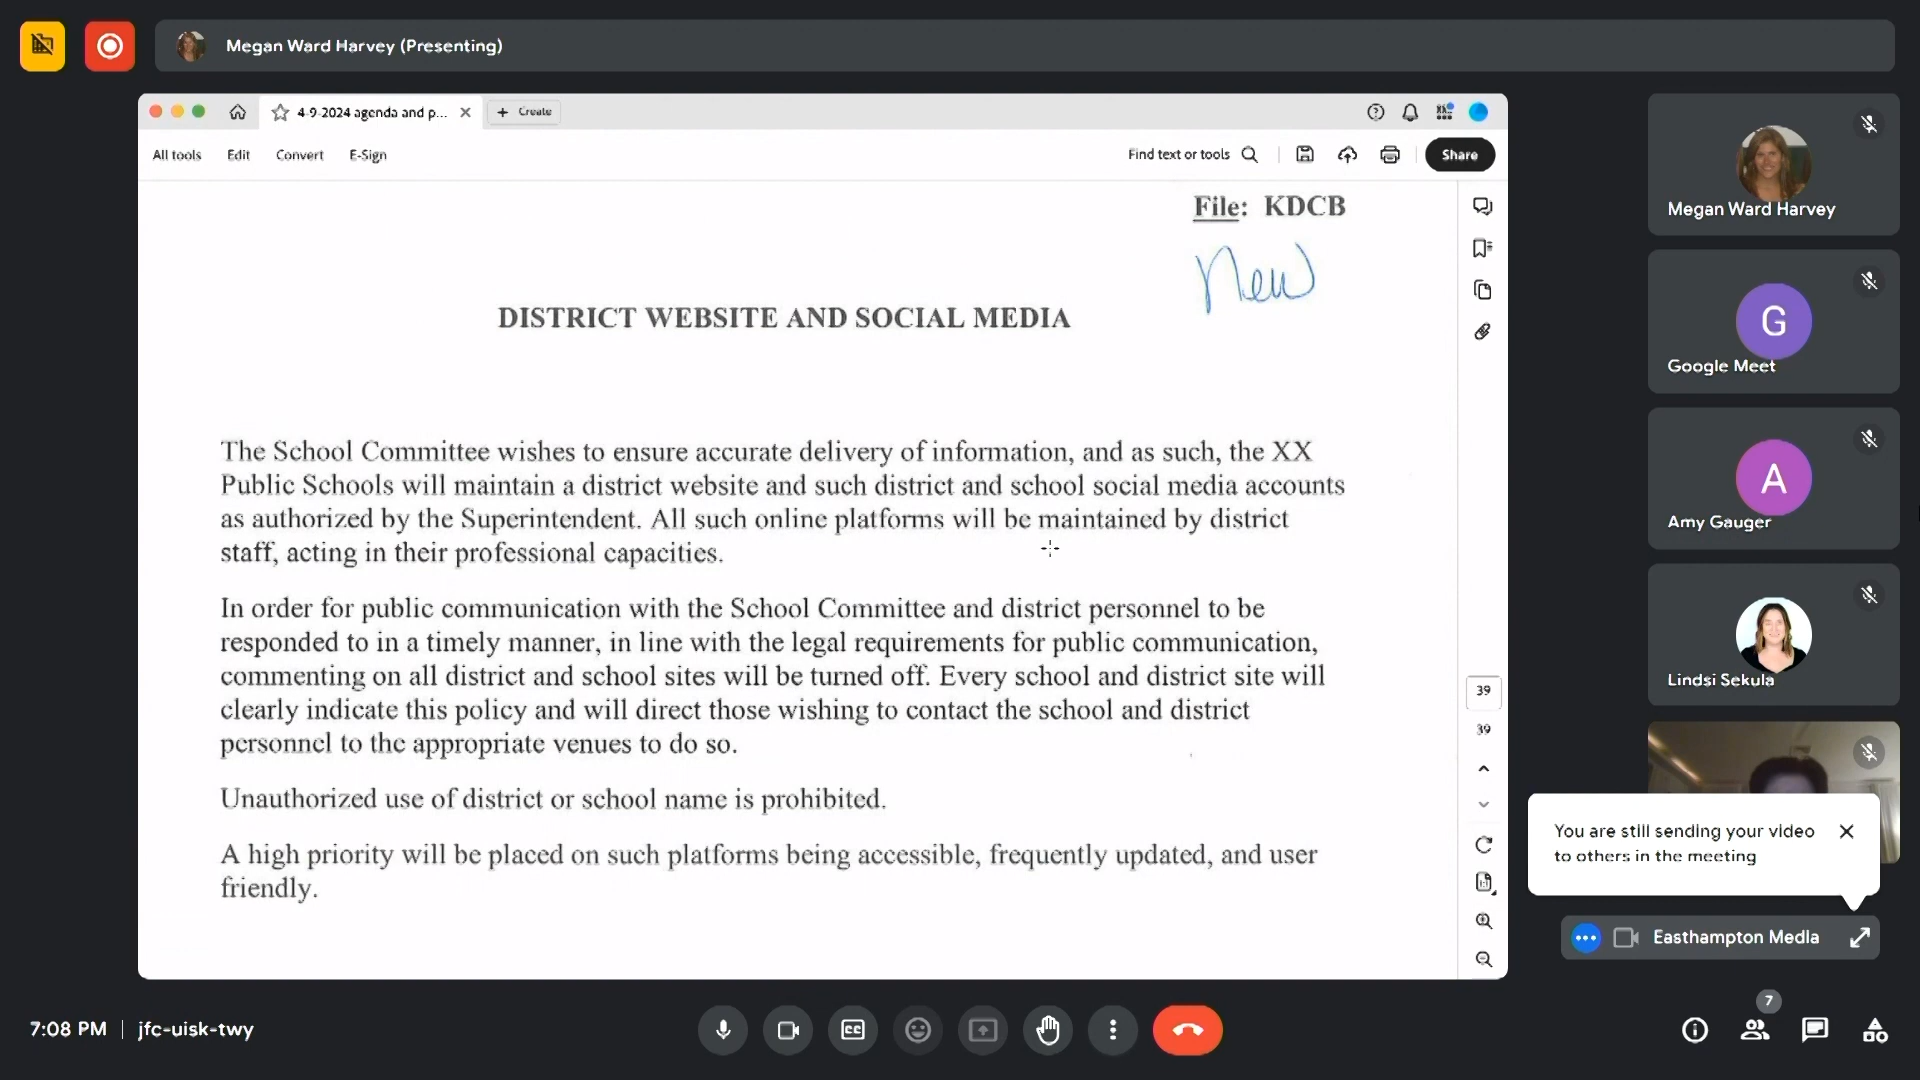 Megan Ward Harvey (Presenting)
4-9-2024 agenda and p...
+ Create
All tools Edit Convert E-Sign
Find text or tools
Share
File: KDCB
New
DISTRICT WEBSITE AND SOCIAL MEDIA
The School Committee wishes to ensure accurate delivery of information, and as such, the XX
Public Schools will maintain a district website and such district and school social media accounts
as authorized by the Superintendent. All such online platforms will be maintained by district
staff, acting in their professional capacities.
In order for public communication with the School Committee and district personnel to be
responded to in a timely manner, in line with the legal requirements for public communication,
commenting on all district and school sites will be turned off. Every school and district site will
clearly indicate this policy and will direct those wishing to contact the school and district
personnel to the appropriate venues to do so.
Unauthorized use of district or school name is prohibited.
A high priority will be placed on such platforms being accessible, frequently updated, and user
friendly.
39
39
Megan Ward Harvey
G
Google Meet
A
Amy Gauger
Lindsi Sekula
You are still sending your video
to others in the meeting
Easthampton Media
7:08 PM | jfc-uisk-twy
CC
7